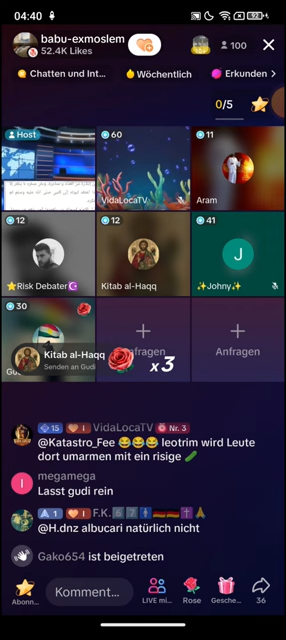 04:40
92
babu-exmoslem
52.4K Likes
100
Chatten und Int...
Wöchentlich
Erkunden
0/5
Host
60
VidaLocaTV
11
Aram
12
Risk Debater
12
Kitab al-Haqq
41
J
Johny
30
Kitab al-Haqq
Senden an Gudi
x3
Anfragen
15 I VidaLocaTV Nr. 3
@Katastro_Fee 😂😂😂 leotrim wird Leute
dort umarmen mit ein risige 🥒
I
megamega
Lasst gudi rein
1 I F.K.
@H.dnz albucari natürlich nicht
Gako654 ist beigetreten
Abonn...
Komment...
LIVE mi...
Rose
Gesche...
36